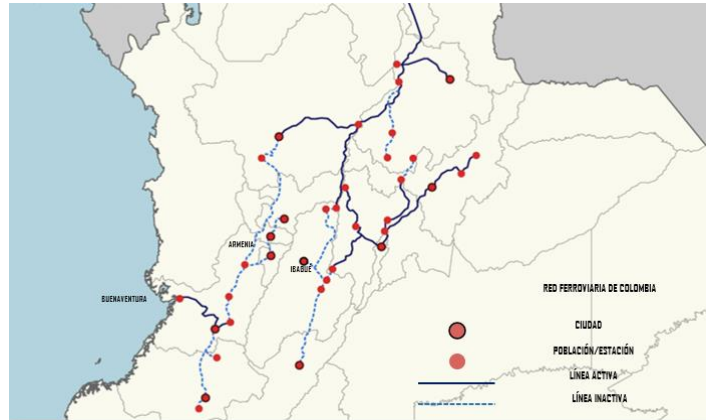 ARMENIA
IBAGUÉ
BUENAVENTURA
RED FERROVIARIA DE COLOMBIA
CIUDAD
POBLACIÓN/ESTACIÓN
LÍNEA ACTIVA
LÍNEA INACTIVA